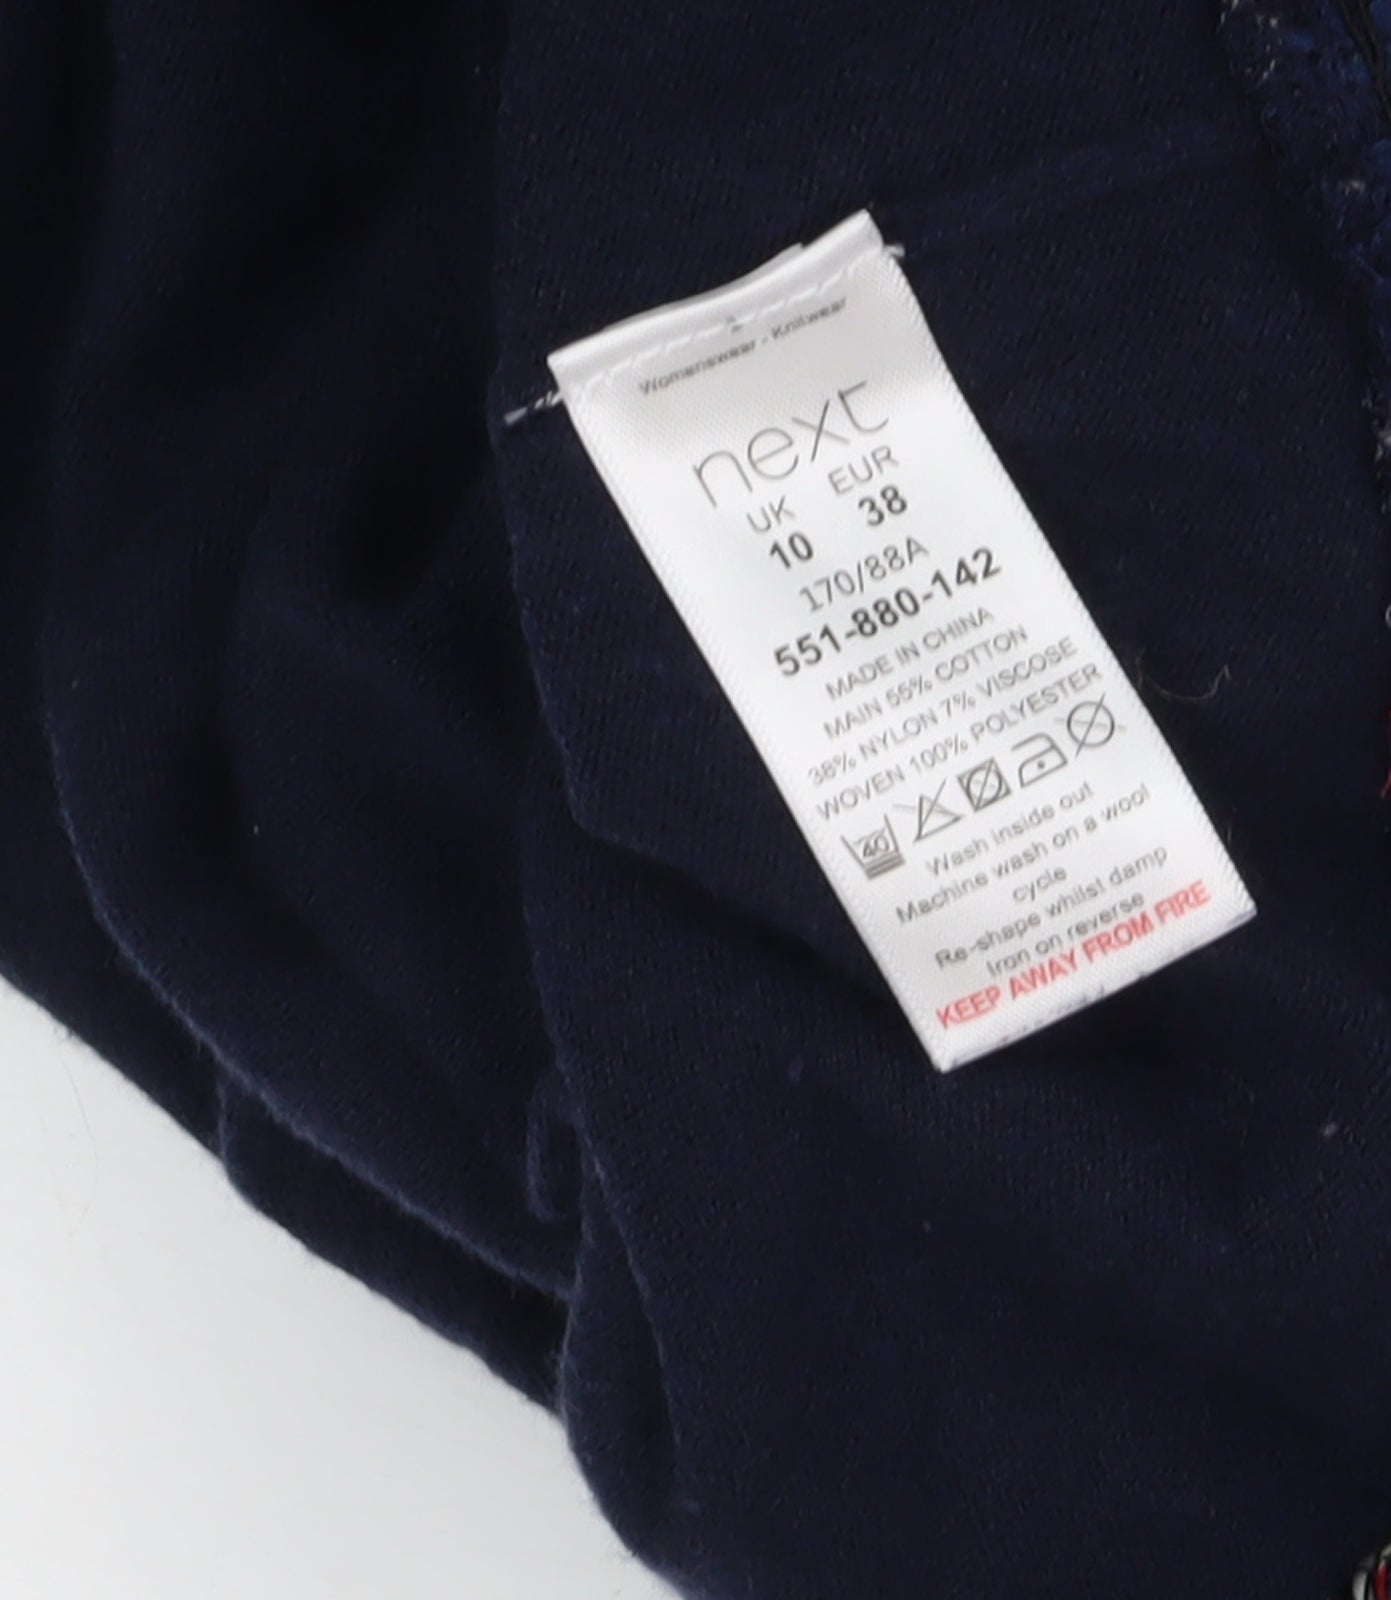 Womenswear - Knitwear
next
UK EUR
10 38
170/88A
551-880-142
MADE IN CHINA
MAIN 55% COTTON
38% NYLON 7% VISCOSE
WOVEN 100% POLYESTER
40
Wash inside out
Machine wash on a wool
cycle
Re-shape whilst damp
Iron on reverse
KEEP AWAY FROM FIRE